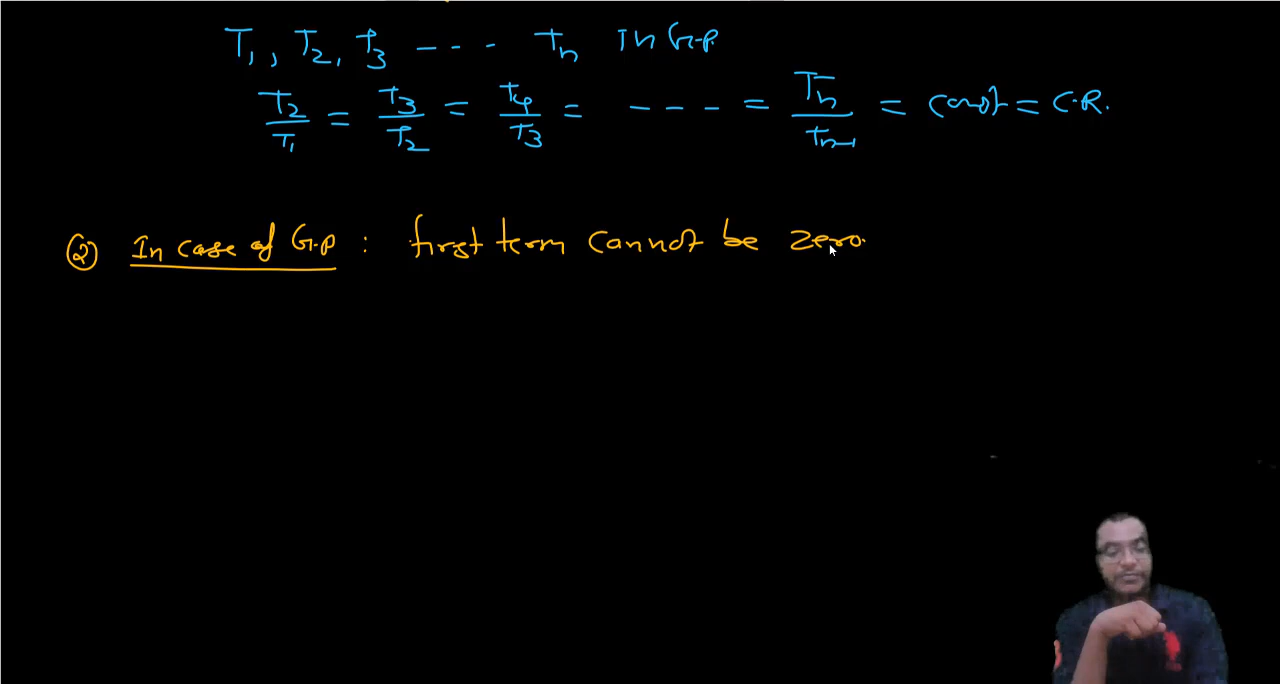 T₁, T₂, T₃ --- Tₙ in G.P.
T₂/T₁ = T₃/T₂ = T₄/T₃ = ---- = Tₙ/Tₙ₋₁ = const = C.R.
② In case of G.P : first term cannot be zero.